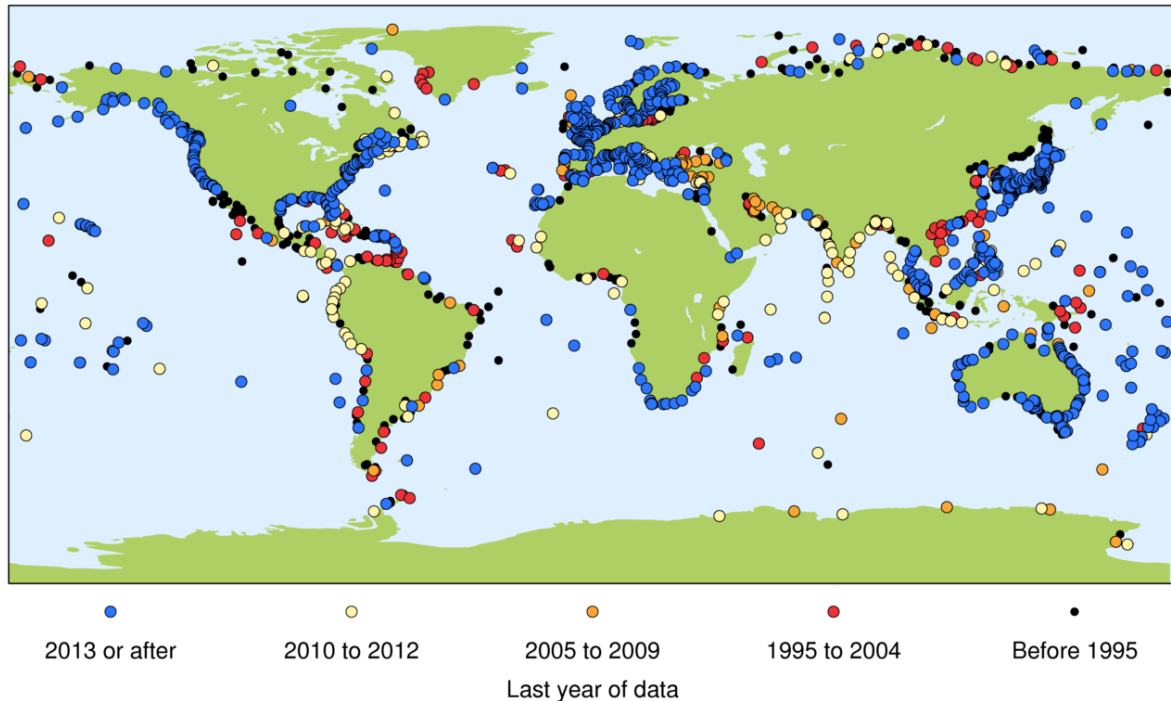 2013 or after
2010 to 2012
2005 to 2009
1995 to 2004
Before 1995
Last year of data